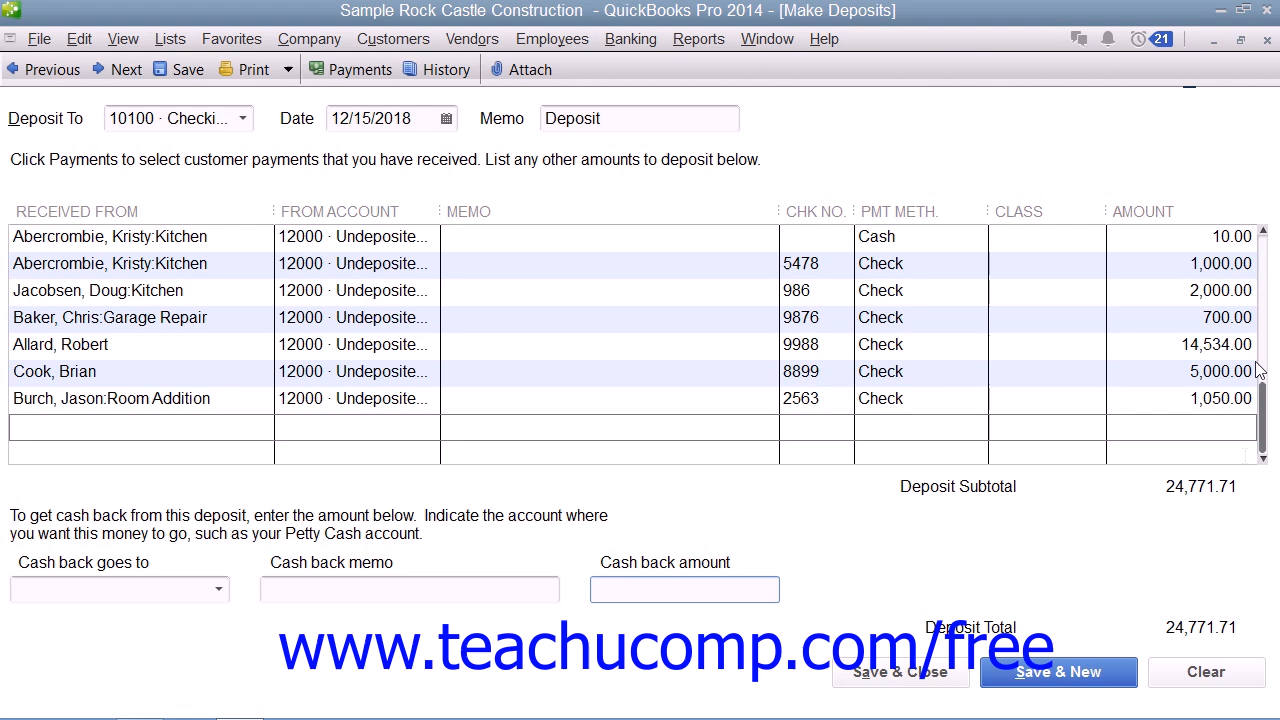 Sample Rock Castle Construction - QuickBooks Pro 2014 - [Make Deposits]
File Edit View Lists Favorites Company Customers Vendors Employees Banking Reports Window Help 21
Previous Next Save Print Payments History Attach
Deposit To 10100 · Checki... Date 12/15/2018 Memo Deposit
Click Payments to select customer payments that you have received. List any other amounts to deposit below.
RECEIVED FROM FROM ACCOUNT MEMO CHK NO. PMT METH. CLASS AMOUNT
Abercrombie, Kristy:Kitchen 12000 · Undeposite... Cash 10.00
Abercrombie, Kristy:Kitchen 12000 · Undeposite... 5478 Check 1,000.00
Jacobsen, Doug:Kitchen 12000 · Undeposite... 986 Check 2,000.00
Baker, Chris:Garage Repair 12000 · Undeposite... 9876 Check 700.00
Allard, Robert 12000 · Undeposite... 9988 Check 14,534.00
Cook, Brian 12000 · Undeposite... 8899 Check 5,000.00
Burch, Jason:Room Addition 12000 · Undeposite... 2563 Check 1,050.00
Deposit Subtotal 24,771.71
To get cash back from this deposit, enter the amount below. Indicate the account where
you want this money to go, such as your Petty Cash account.
Cash back goes to Cash back memo Cash back amount
Deposit Total 24,771.71
www.teachucomp.com/free
Save & Close Save & New Clear